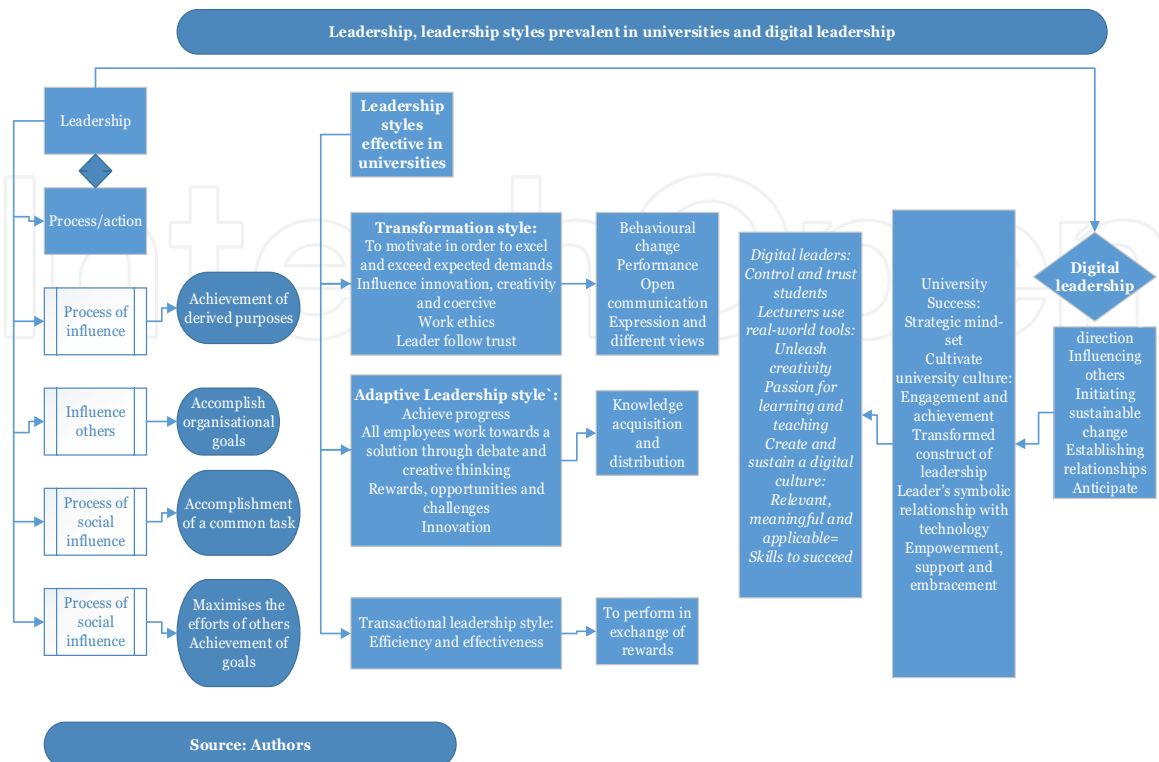 Leadership, leadership styles prevalent in universities and digital leadership
Leadership
Process/action
Process of
influence
Achievement of
derived purposes
Influence
others
Accomplish
organisational
goals
Process of
social
influence
Accomplishment
of a common task
Process of
social
influence
Maximises the
efforts of others
Achievement of
goals
Leadership
styles
effective in
universities
Transformation style:
To motivate in order to excel
and exceed expected demands
Influence innovation, creativity
and coercive
Work ethics
Leader follow trust
Behavioural
change
Performance
Open
communication
Expression and
different views
Adaptive Leadership style`:
Achieve progress
All employees work towards a
solution through debate and
creative thinking
Rewards, opportunities and
challenges
Innovation
Knowledge
acquisition
and
distribution
Transactional leadership style:
Efficiency and effectiveness
To perform in
exchange of
rewards
Digital leaders:
Control and trust
students
Lecturers use
real-world tools:
Unleash
creativity
Passion for
learning and
teaching
Create and
sustain a digital
culture:
Relevant,
meaningful and
applicable=
Skills to succeed
University
Success:
Strategic mind-
set
Cultivate
university culture:
Engagement and
achievement
Transformed
construct of
leadership
Leader's symbolic
relationship with
technology
Empowerment,
support and
embracement
Digital
leadership
direction
Influencing
others
Initiating
sustainable
change
Establishing
relationships
Anticipate
Source: Authors
IntechOpen